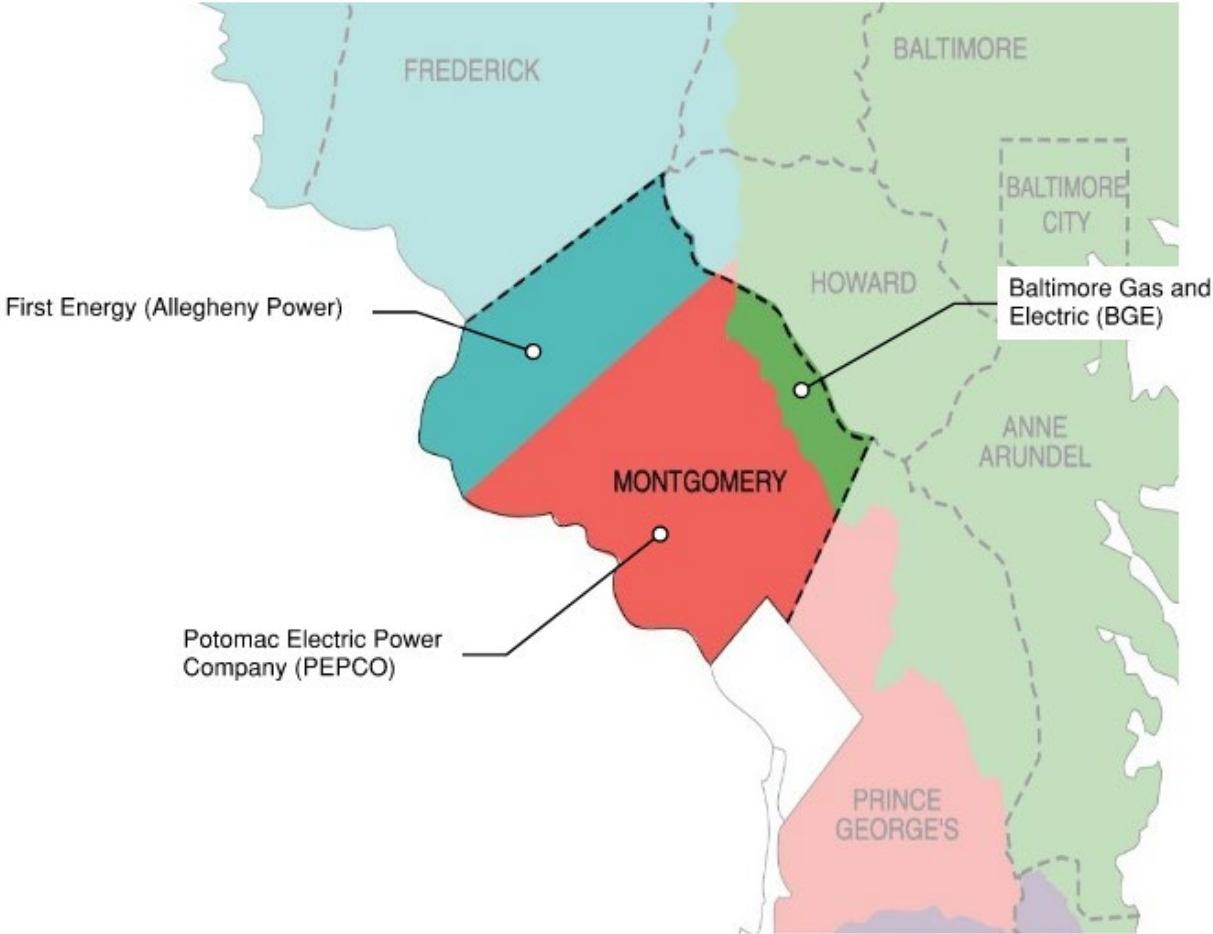 FREDERICK
BALTIMORE
BALTIMORE
CITY
HOWARD
First Energy (Allegheny Power)
Baltimore Gas and
Electric (BGE)
ANNE
ARUNDEL
MONTGOMERY
Potomac Electric Power
Company (PEPCO)
PRINCE
GEORGE'S